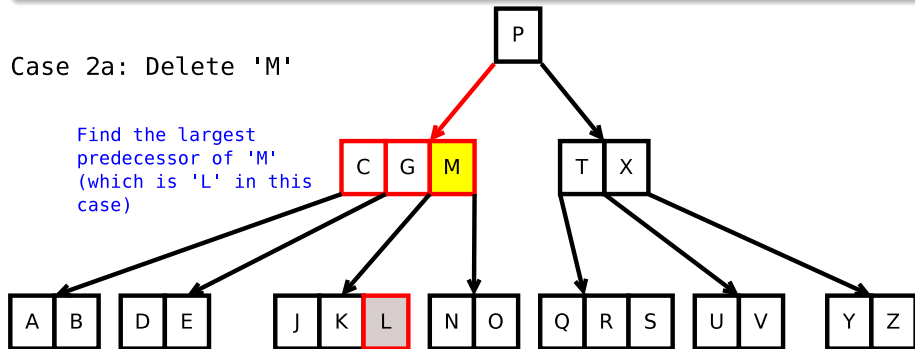 P
Case 2a: Delete 'M'
Find the largest
predecessor of 'M'
(which is 'L' in this
case)
C G M T X
A B D E J K L N O Q R S U V Y Z